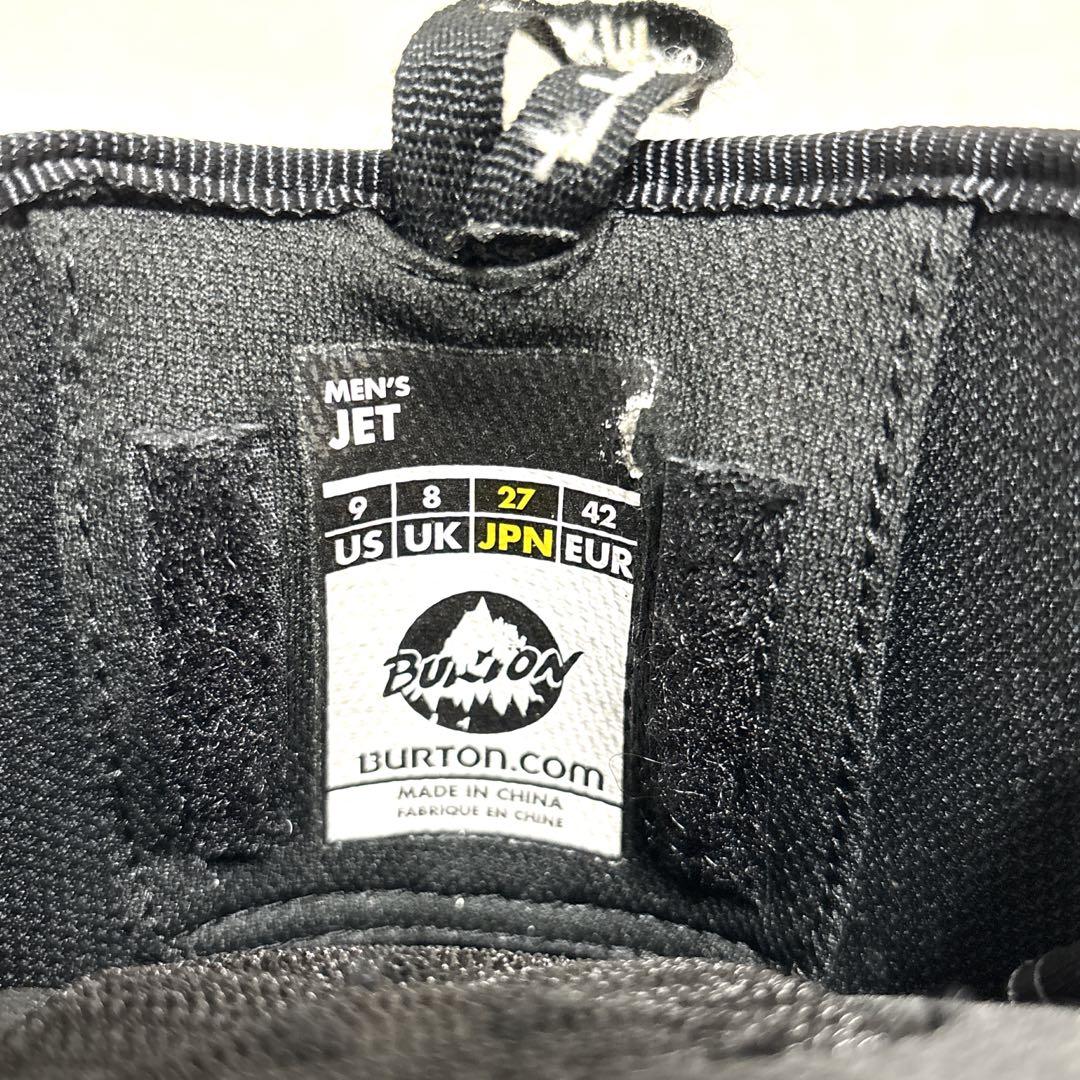 MEN'S
JET
9 8 27 42
US UK JPN EUR
BURTON
BURTON.COM
MADE IN CHINA
FABRIQUE EN CHINE